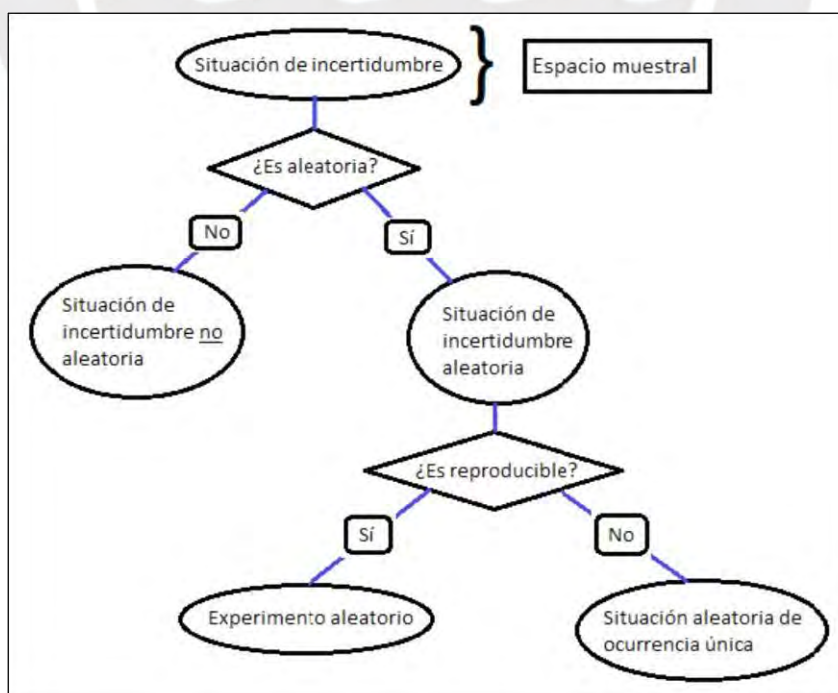 Situación de incertidumbre
Espacio muestral
¿Es aleatoria?
No
Sí
Situación de
incertidumbre no
aleatoria
Situación de
incertidumbre
aleatoria
¿Es reproducible?
Sí
No
Experimento aleatorio
Situación aleatoria de
ocurrencia única